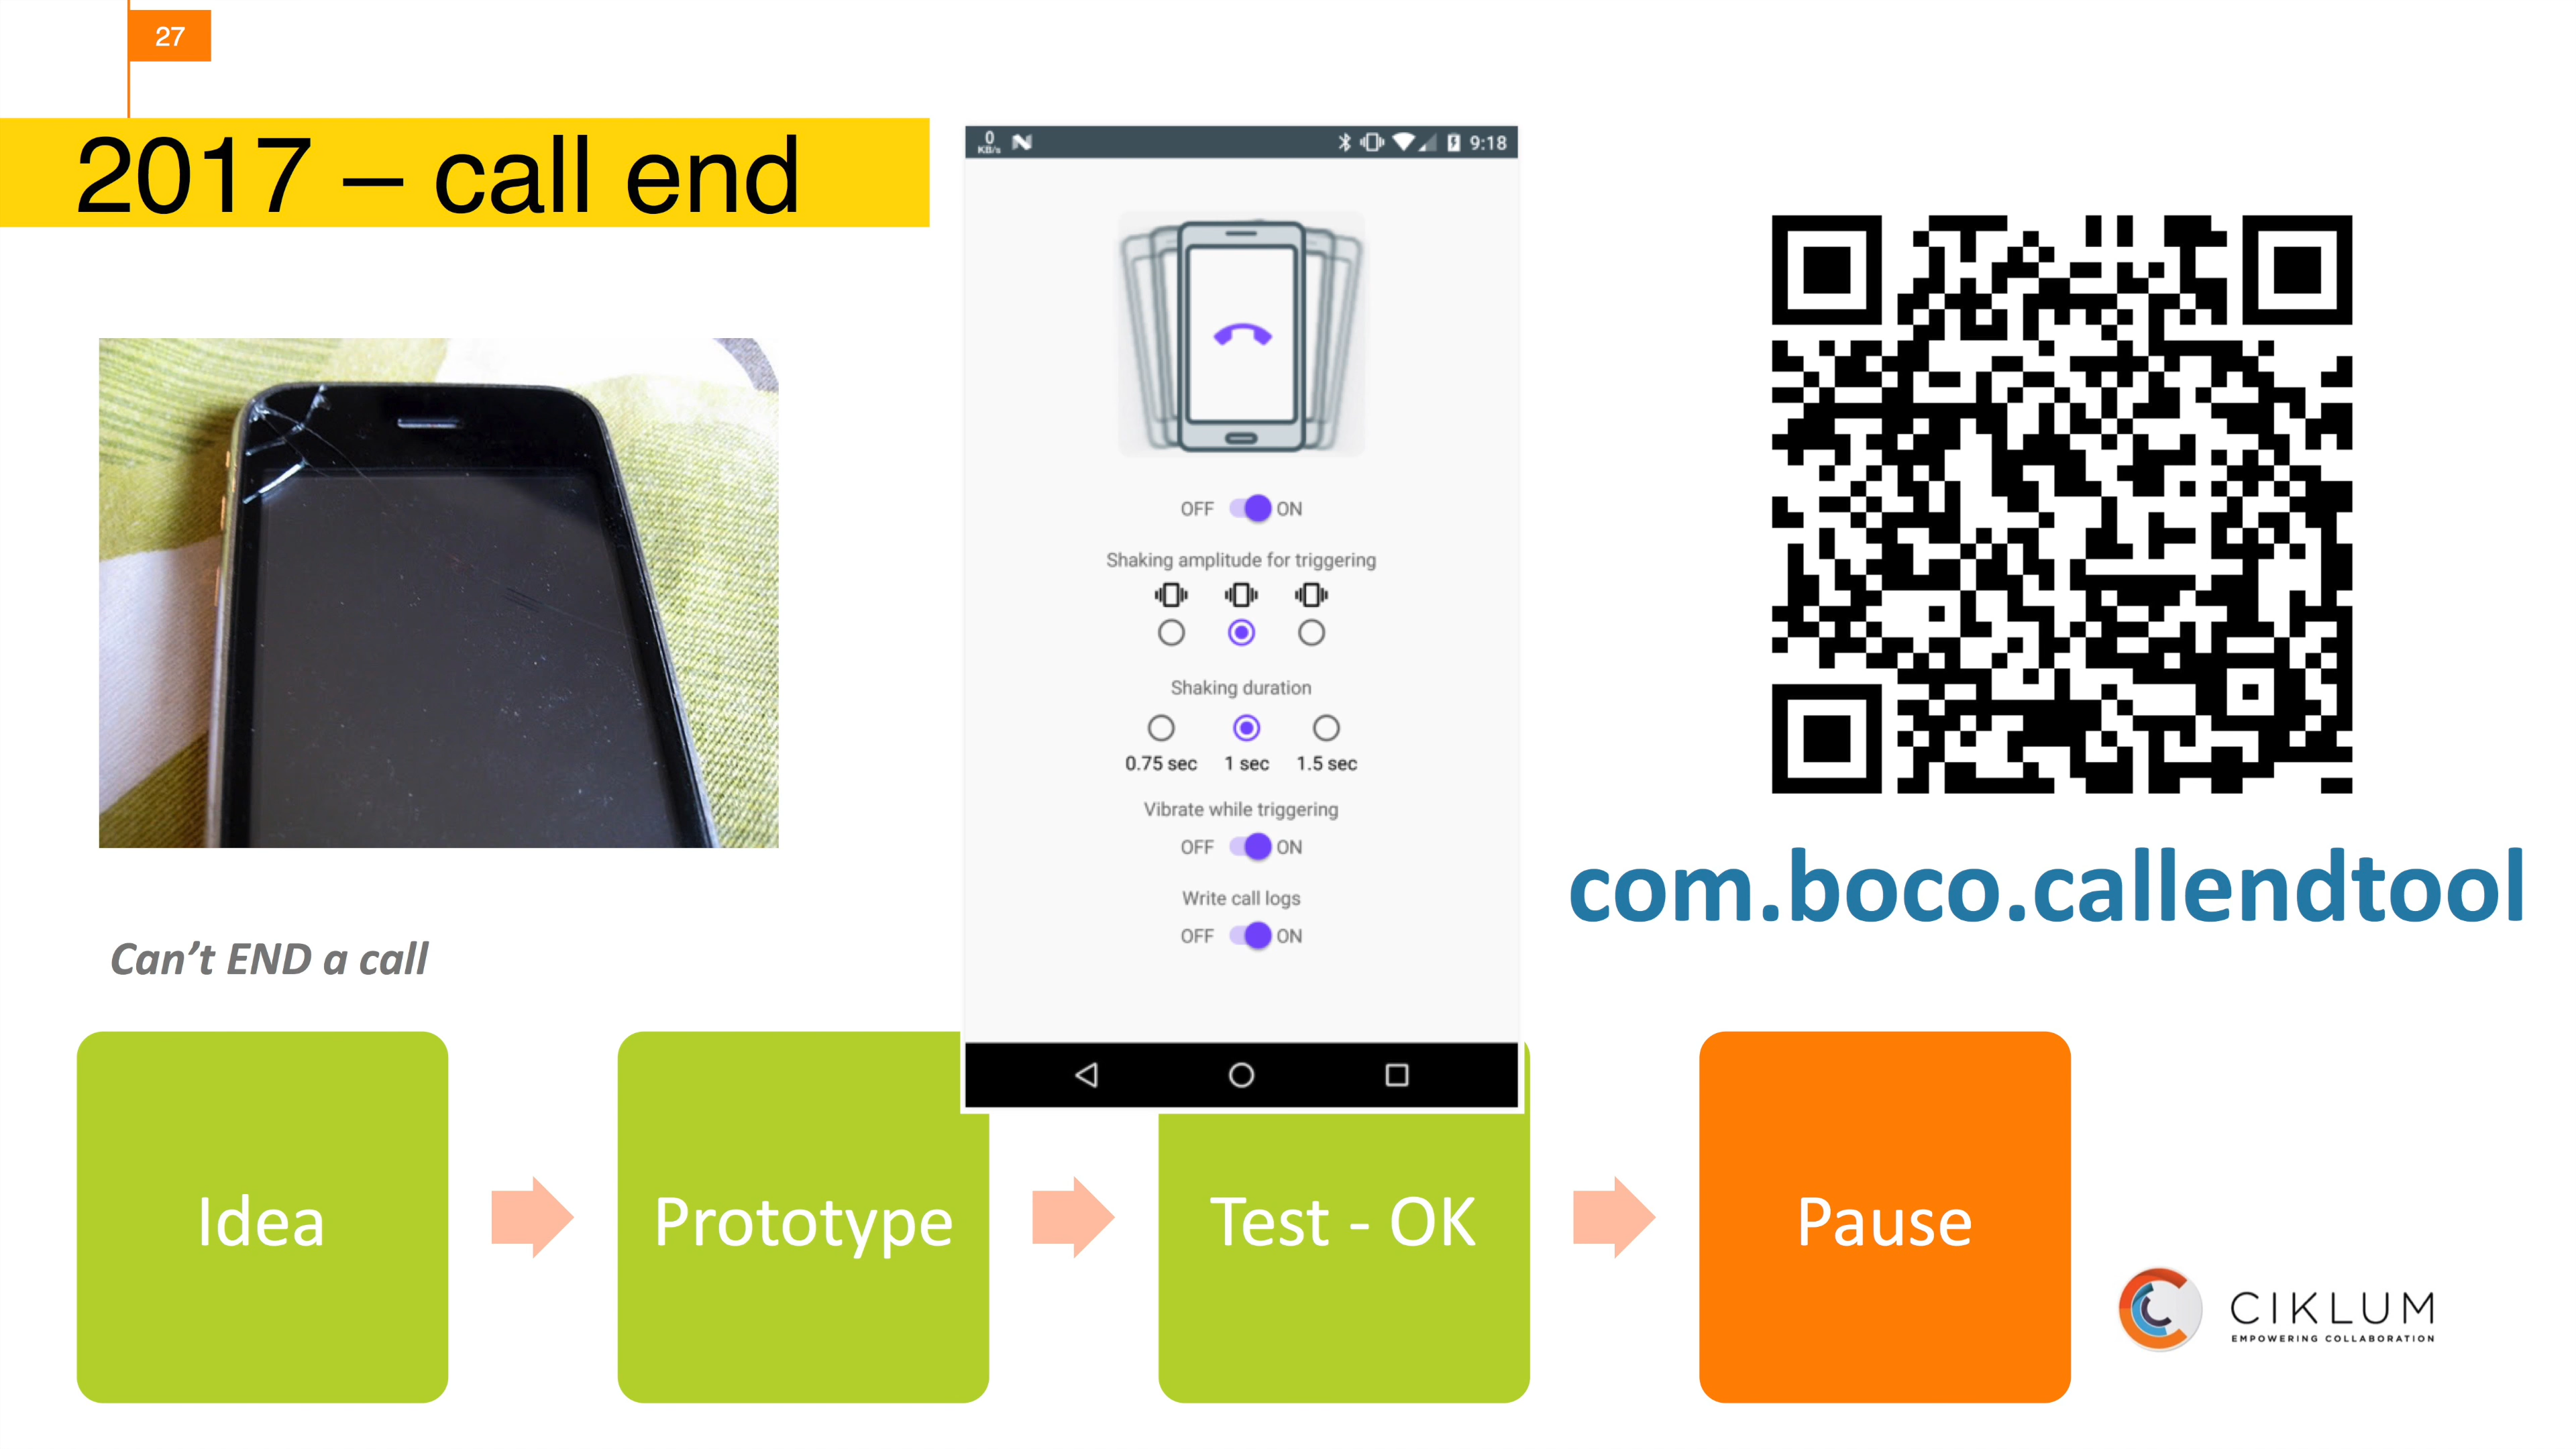 27
2017 – call end
0
KB/s
9:18
OFF ON
Shaking amplitude for triggering
Shaking duration
0.75 sec 1 sec 1.5 sec
Vibrate while triggering
OFF ON
Write call logs
OFF ON
com.boco.callendtool
Can’t END a call
Idea
Prototype
Test - OK
Pause
CIKLUM
EMPOWERING COLLABORATION